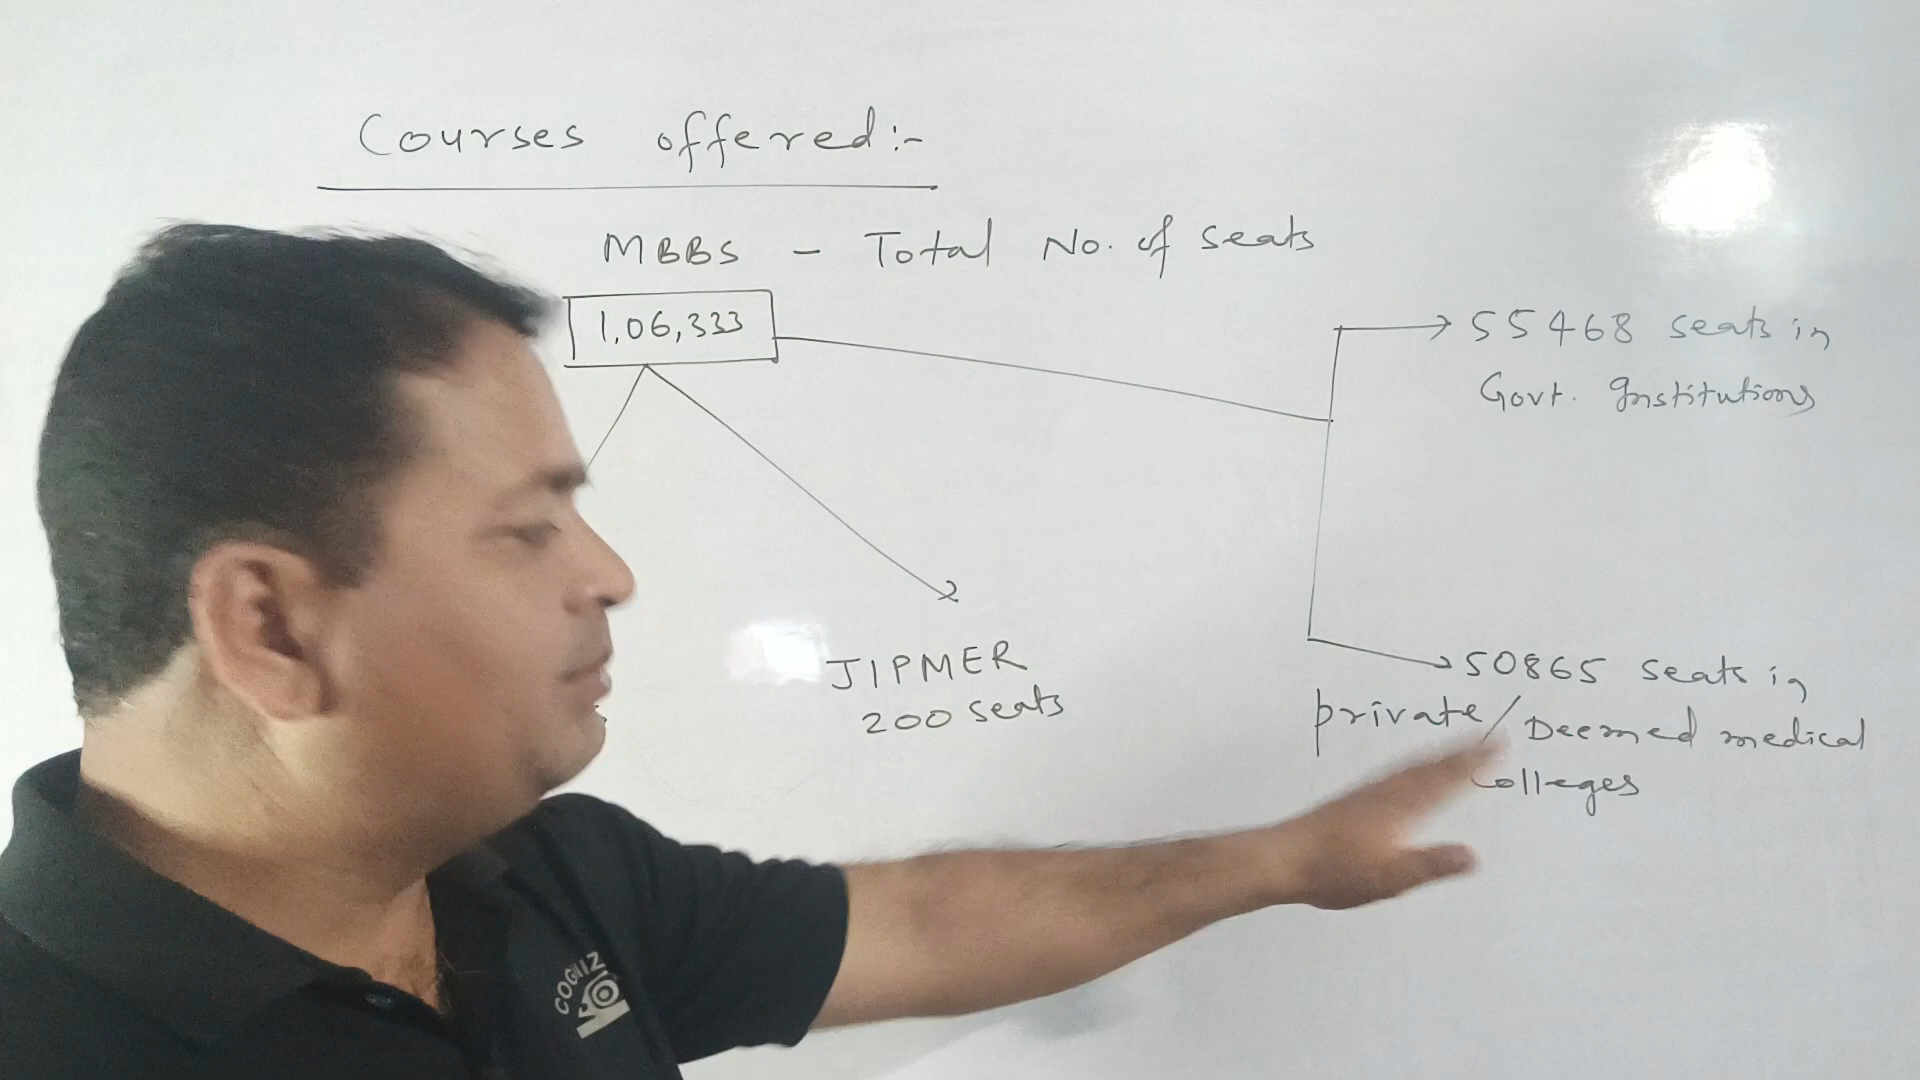 Courses offered:-
MBBS - Total No. of seats
1,06,333
55468 seats in
Govt. Institutions
JIPMER
200 seats
50865 seats in
private/Deemed medical
colleges